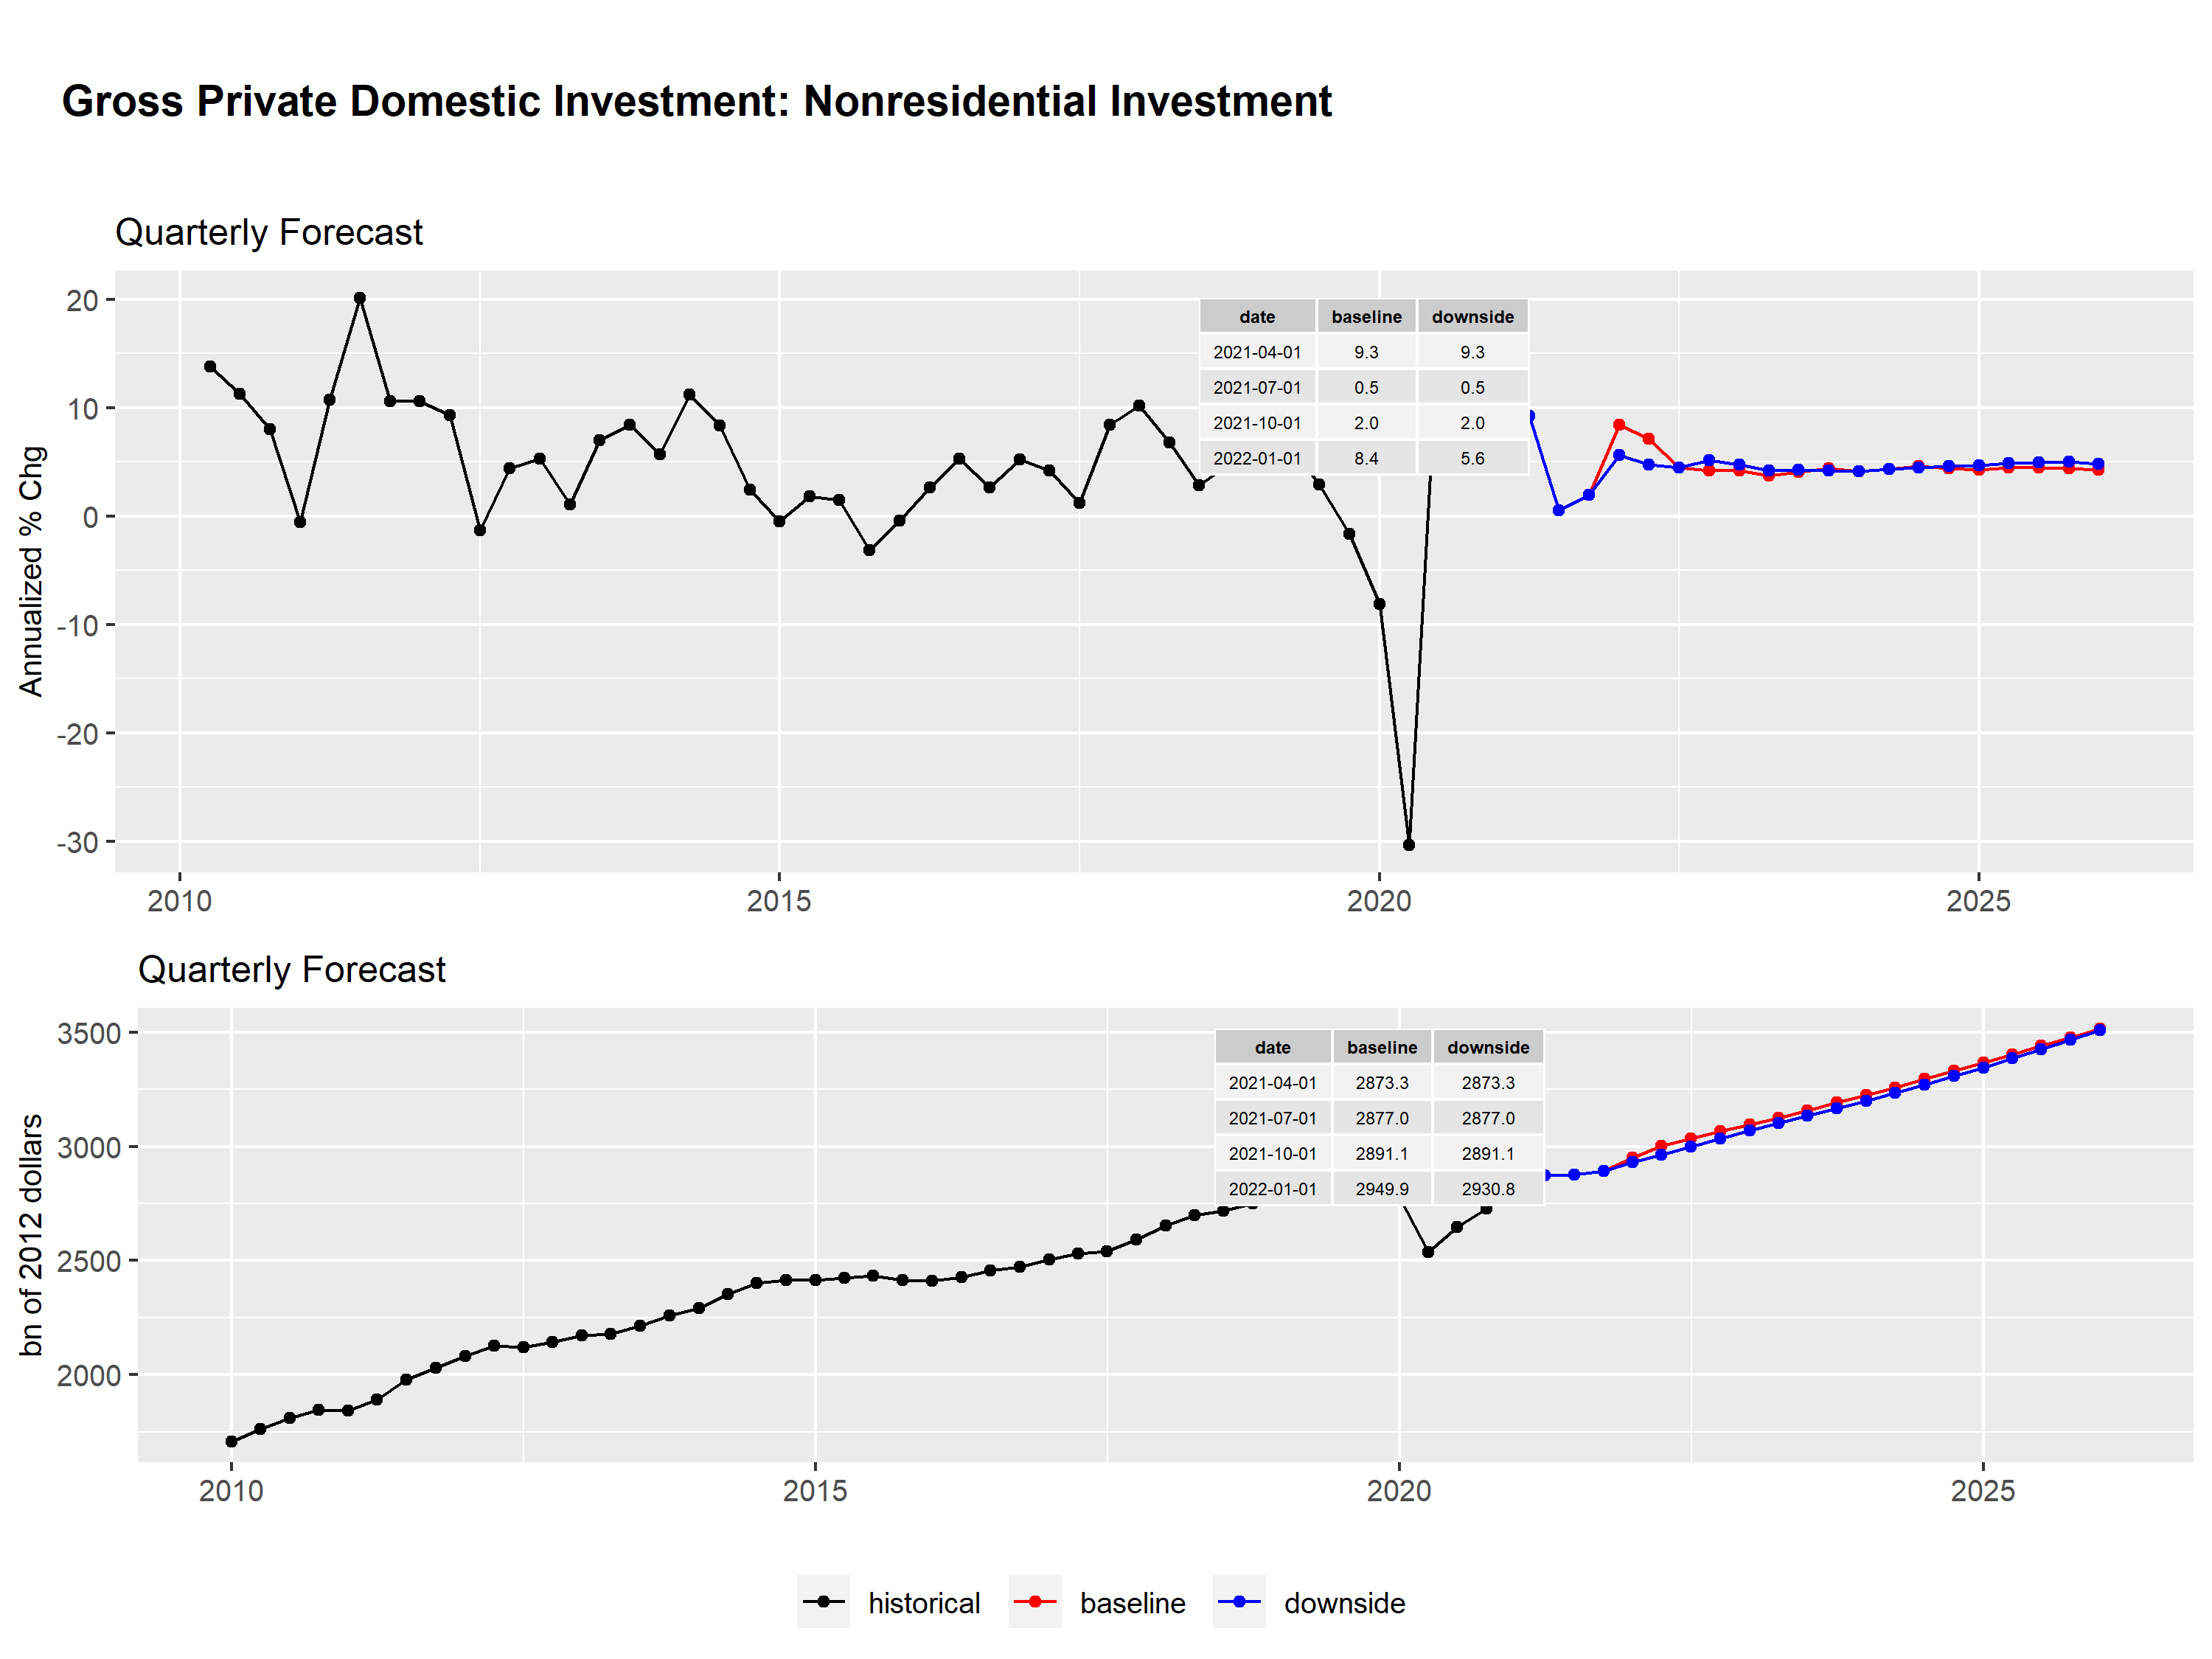 Gross Private Domestic Investment: Nonresidential Investment
Quarterly Forecast
Annualized % Chg
20
10
0
-10
-20
-30
date baseline downside
2021-04-01 9.3 9.3
2021-07-01 0.5 0.5
2021-10-01 2.0 2.0
2022-01-01 8.4 5.6
2010 2015 2020 2025
Quarterly Forecast
bn of 2012 dollars
3500
3000
2500
2000
date baseline downside
2021-04-01 2873.3 2873.3
2021-07-01 2877.0 2877.0
2021-10-01 2891.1 2891.1
2022-01-01 2949.9 2930.8
2010 2015 2020 2025
historical baseline downside